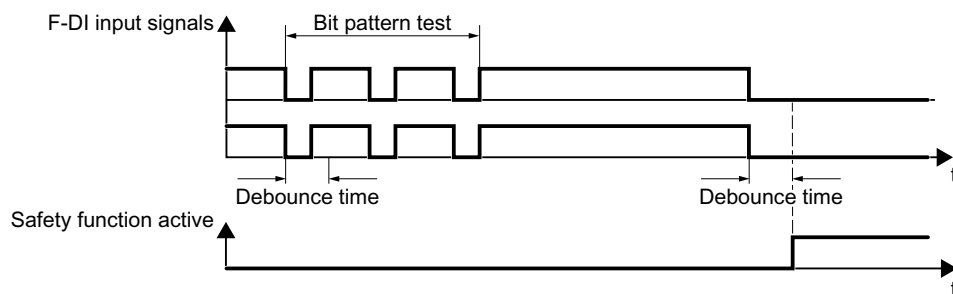 F-DI input signals
Bit pattern test
t
Debounce time
Debounce time
Safety function active
t